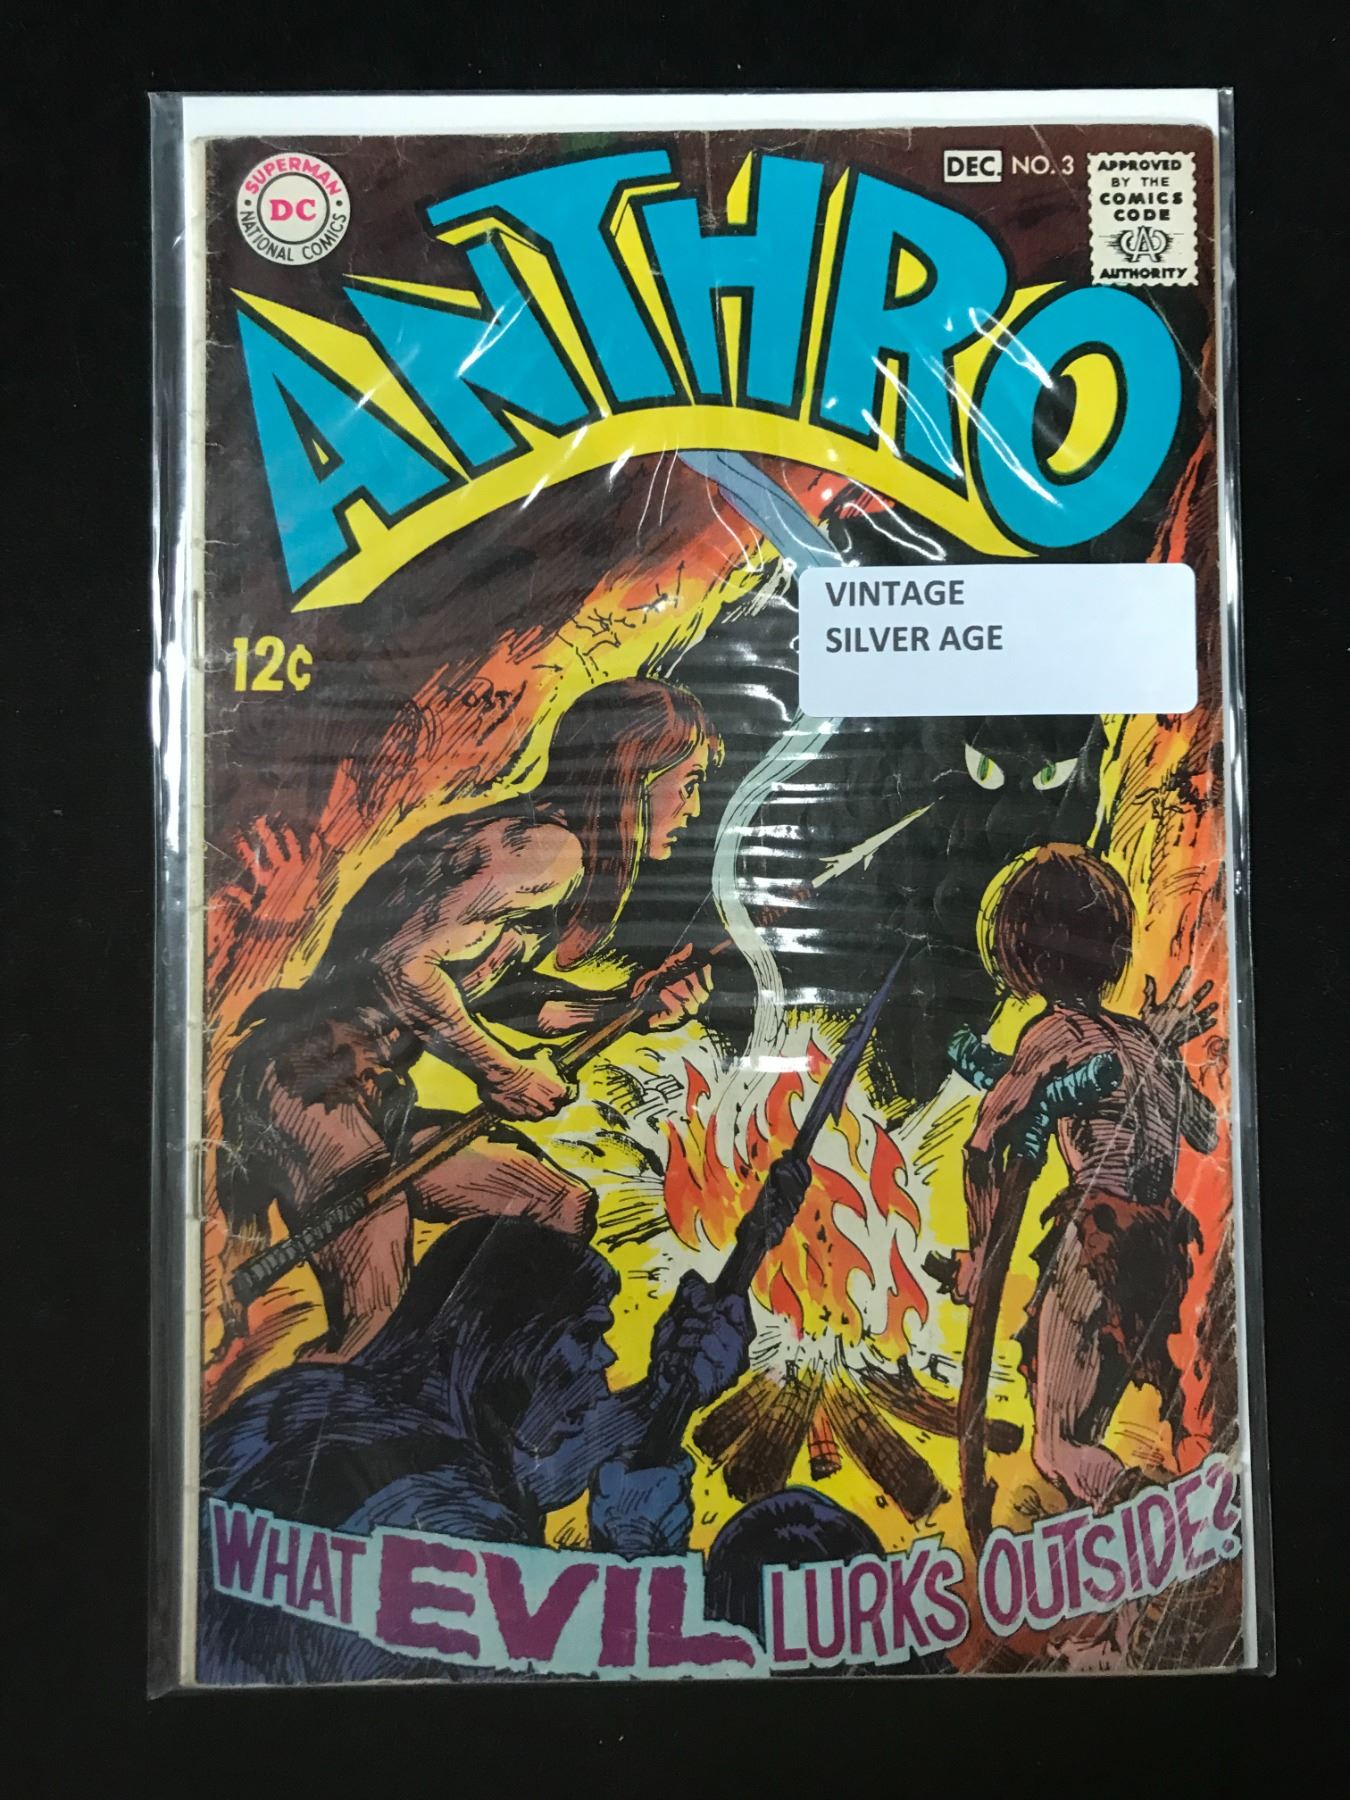 SUPERMAN
DC
NATIONAL COMICS
ANTHRO
DEC. NO. 3
APPROVED
BY THE
COMICS
CODE
AUTHORITY
12¢
VINTAGE
SILVER AGE
WHAT EVIL LURKS OUTSIDE?